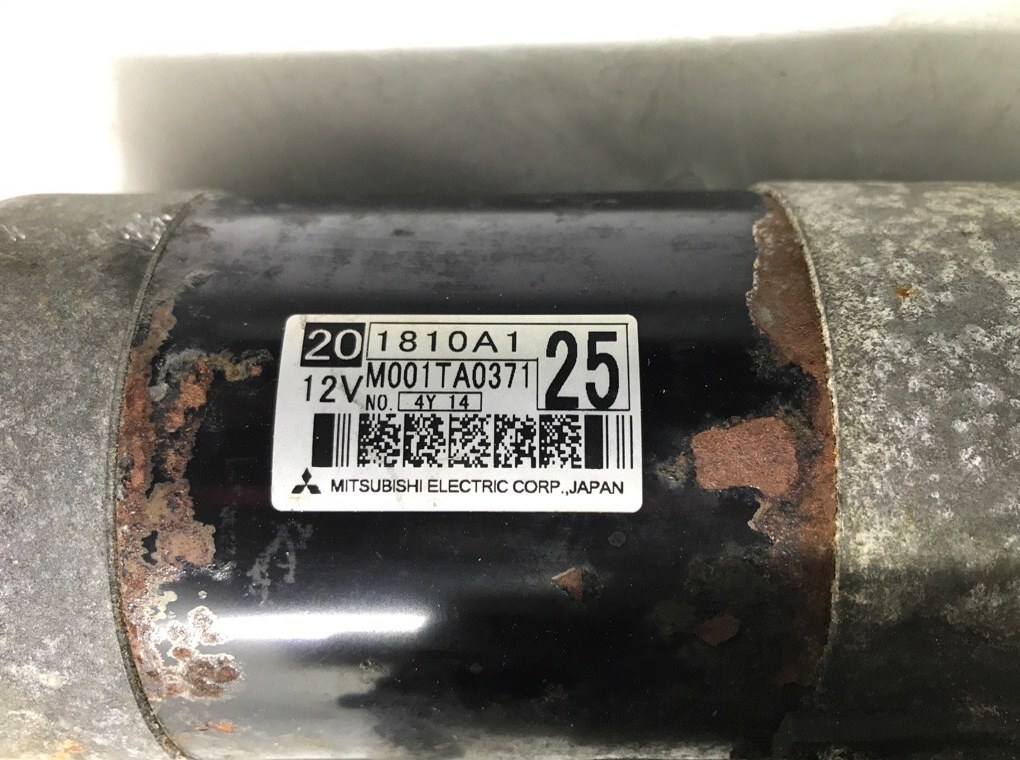 20 1810A1 25
12V M001TA0371
NO. 4Y 14
MITSUBISHI ELECTRIC CORP.,JAPAN